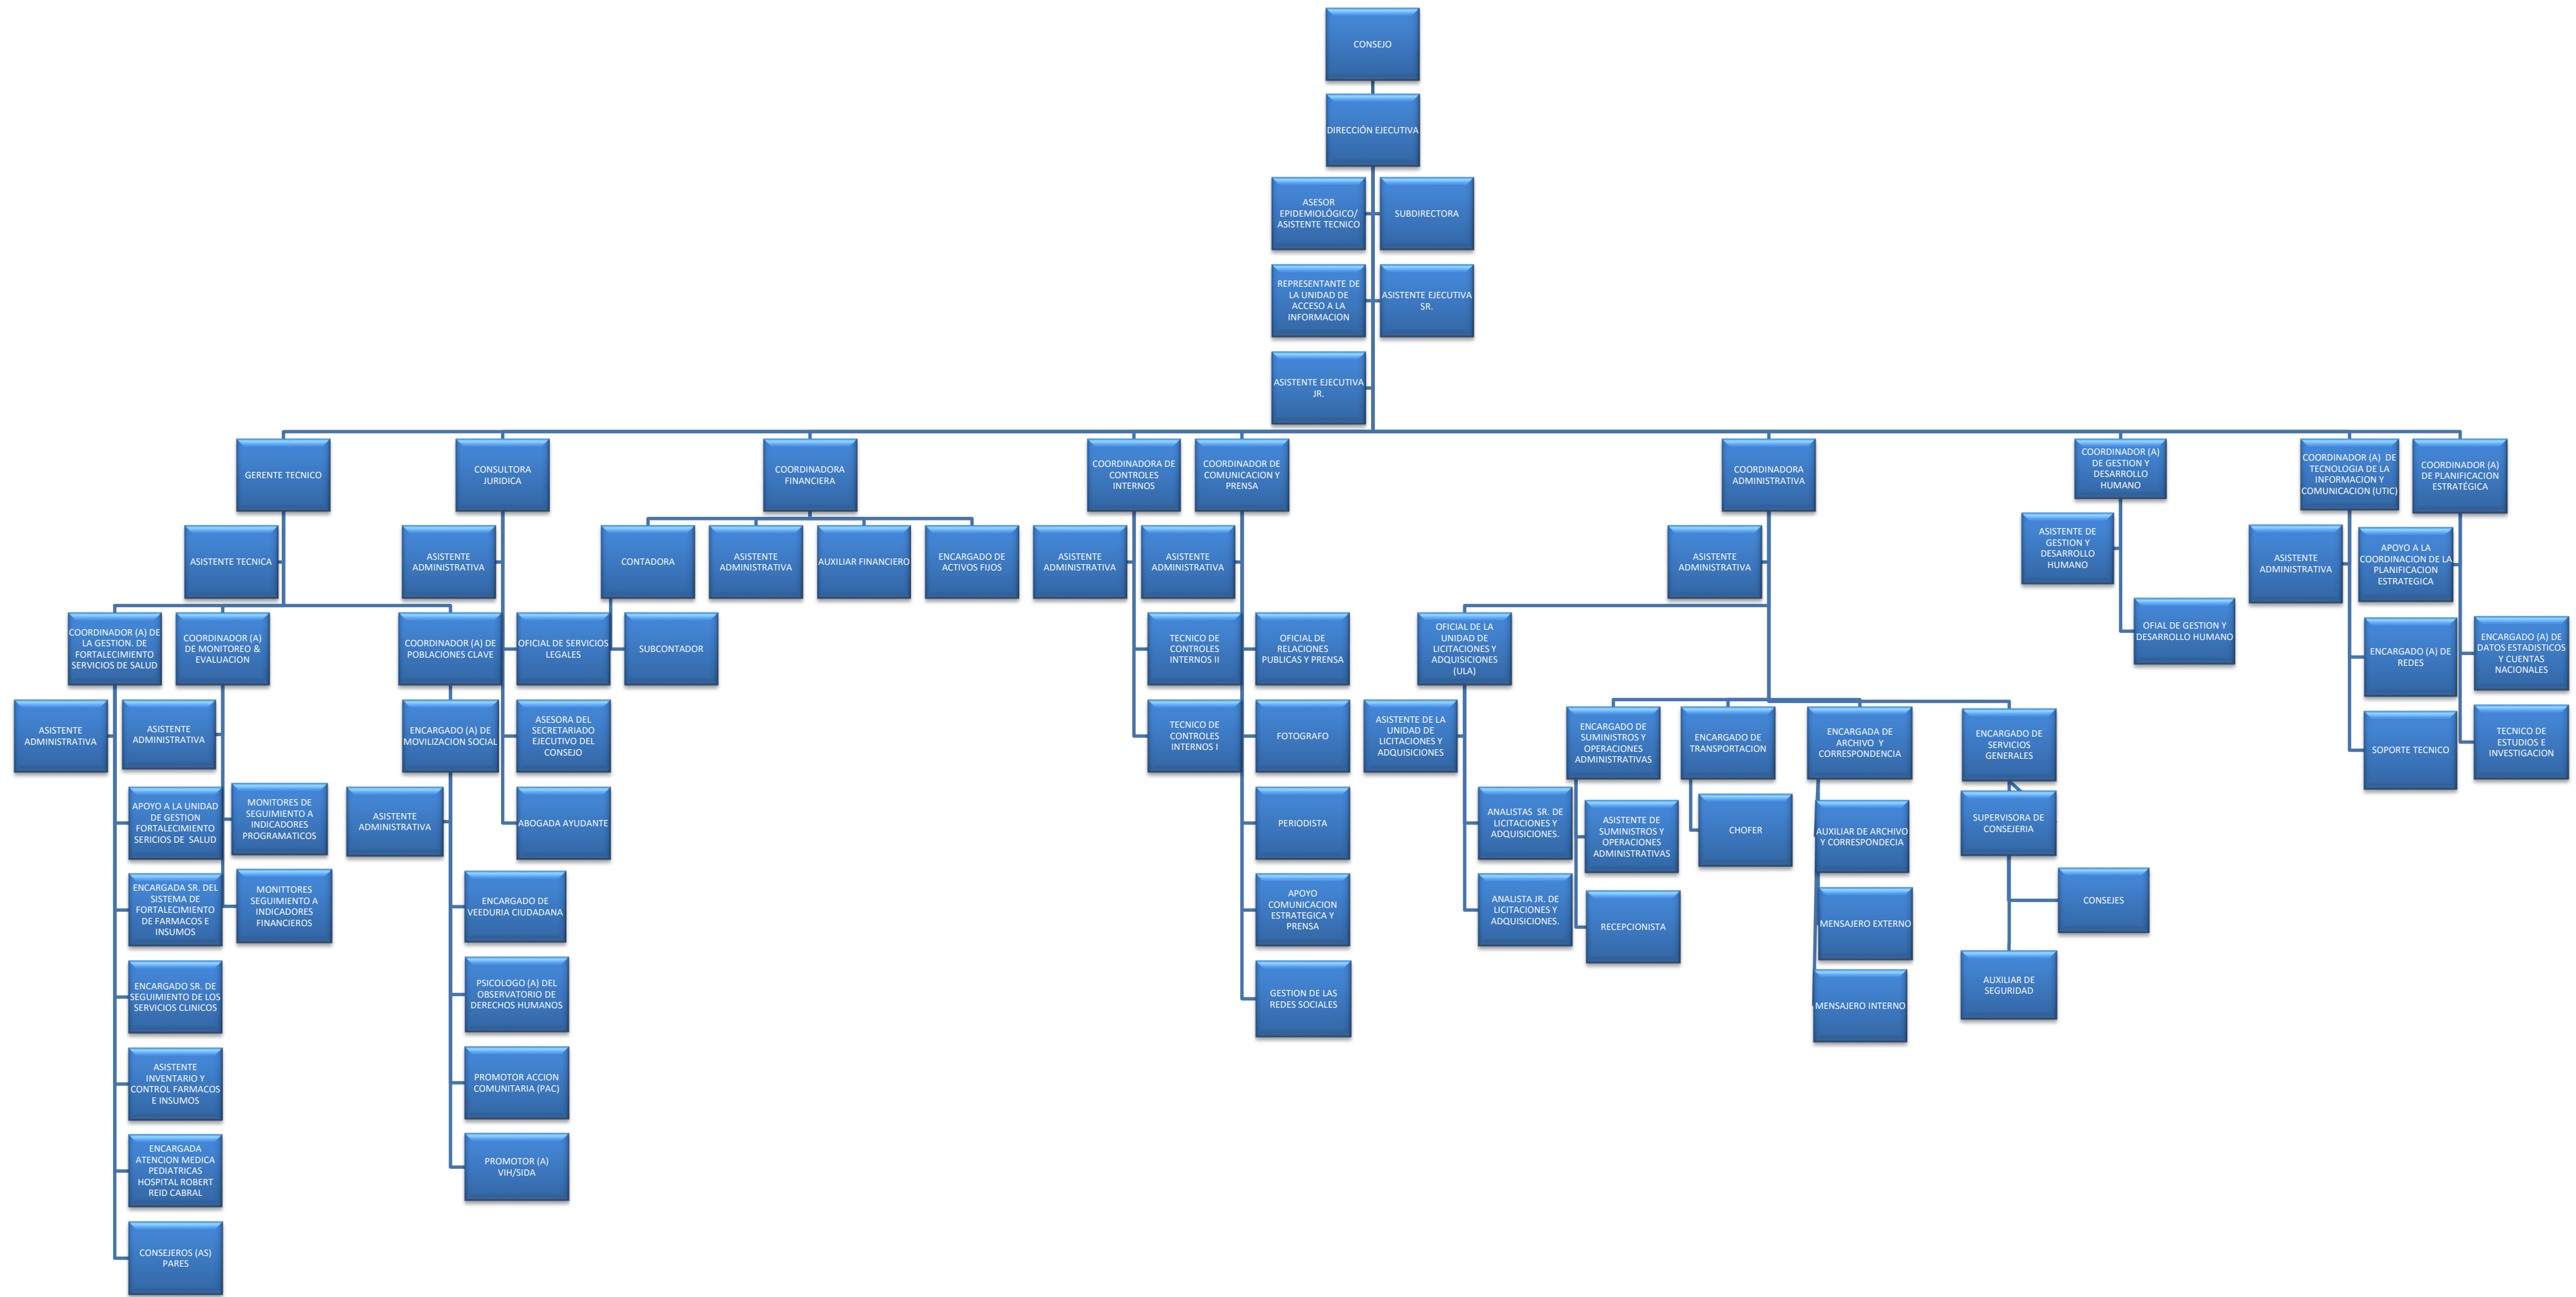 CONSEJO
DIRECCIÓN EJECUTIVA
ASESOR
EPIDEMIOLÓGICO/
ASISTENTE TECNICO
SUBDIRECTORA
REPRESENTANTE DE
LA UNIDAD DE
ACCESO A LA
INFORMACION
ASISTENTE EJECUTIVA
SR.
ASISTENTE EJECUTIVA
JR.
GERENTE TECNICO
CONSULTORA
JURIDICA
COORDINADORA
FINANCIERA
COORDINADORA DE
CONTROLES
INTERNOS
COORDINADOR DE
COMUNICACION Y
PRENSA
COORDINADORA
ADMINISTRATIVA
COORDINADOR (A)
DE GESTION Y
DESARROLLO
HUMANO
COORDINADOR (A)  DE
TECNOLOGIA DE LA
INFORMACION Y
COMUNICACION (UTIC)
COORDINADOR (A)
DE PLANIFICACION
ESTRATÉGICA
ASISTENTE TECNICA
ASISTENTE
ADMINISTRATIVA
CONTADORA
ASISTENTE
ADMINISTRATIVA
AUXILIAR FINANCIERO
ENCARGADO DE
ACTIVOS FIJOS
ASISTENTE
ADMINISTRATIVA
ASISTENTE
ADMINISTRATIVA
ASISTENTE
ADMINISTRATIVA
ASISTENTE DE
GESTION Y
DESARROLLO
HUMANO
ASISTENTE
ADMINISTRATIVA
APOYO A LA
COORDINACION DE LA
PLANIFICACION
ESTRATEGICA
COORDINADOR (A) DE
LA GESTION. DE
FORTALECIMIENTO
SERVICIOS DE SALUD
COORDINADOR (A)
DE MONITOREO &
EVALUACION
COORDINADOR (A) DE
POBLACIONES CLAVE
OFICIAL DE SERVICIOS
LEGALES
SUBCONTADOR
TECNICO DE
CONTROLES
INTERNOS II
OFICIAL DE
RELACIONES
PUBLICAS Y PRENSA
OFICIAL DE LA
UNIDAD DE
LICITACIONES Y
ADQUISICIONES
(ULA)
OFIAL DE GESTION Y
DESARROLLO HUMANO
ENCARGADO (A) DE
REDES
ENCARGADO (A) DE
DATOS ESTADISTICOS
Y CUENTAS
NACIONALES
ASISTENTE
ADMINISTRATIVA
ASISTENTE
ADMINISTRATIVA
ENCARGADO (A) DE
MOVILIZACION SOCIAL
ASESORA DEL
SECRETARIADO
EJECUTIVO DEL
CONSEJO
TECNICO DE
CONTROLES
INTERNOS I
FOTOGRAFO
ASISTENTE DE LA
UNIDAD DE
LICITACIONES Y
ADQUISICIONES
ENCARGADO DE
SUMINISTROS Y
OPERACIONES
ADMINISTRATIVAS
ENCARGADO DE
TRANSPORTACION
ENCARGADA DE
ARCHIVO  Y
CORRESPONDENCIA
ENCARGADO DE
SERVICIOS
GENERALES
SOPORTE TECNICO
TECNICO DE
ESTUDIOS E
INVESTIGACION
APOYO A LA UNIDAD
DE GESTION
FORTALECIMIENTO
SERICIOS DE  SALUD
MONITORES DE
SEGUIMIENTO A
INDICADORES
PROGRAMATICOS
ASISTENTE
ADMINISTRATIVA
ABOGADA AYUDANTE
PERIODISTA
ANALISTAS  SR. DE
LICITACIONES Y
ADQUISICIONES.
ASISTENTE DE
SUMINISTROS Y
OPERACIONES
ADMINISTRATIVAS
CHOFER
AUXILIAR DE ARCHIVO
Y CORRESPONDECIA
SUPERVISORA DE
CONSEJERIA
ENCARGADA SR. DEL
SISTEMA DE
FORTALECIMIENTO
DE FARMACOS E
INSUMOS
MONITTORES
SEGUIMIENTO A
INDICADORES
FINANCIEROS
ENCARGADO DE
VEEDURIA CIUDADANA
APOYO
COMUNICACION
ESTRATEGICA Y
PRENSA
ANALISTA JR. DE
LICITACIONES Y
ADQUISICIONES.
RECEPCIONISTA
MENSAJERO EXTERNO
CONSEJES
ENCARGADO SR. DE
SEGUIMIENTO DE LOS
SERVICIOS CLINICOS
PSICOLOGO (A) DEL
OBSERVATORIO DE
DERECHOS HUMANOS
GESTION DE LAS
REDES SOCIALES
MENSAJERO INTERNO
AUXILIAR DE
SEGURIDAD
ASISTENTE
INVENTARIO Y
CONTROL FARMACOS
E INSUMOS
PROMOTOR ACCION
COMUNITARIA (PAC)
ENCARGADA
ATENCION MEDICA
PEDIATRICAS
HOSPITAL ROBERT
REID CABRAL
PROMOTOR (A)
VIH/SIDA
CONSEJEROS (AS)
PARES